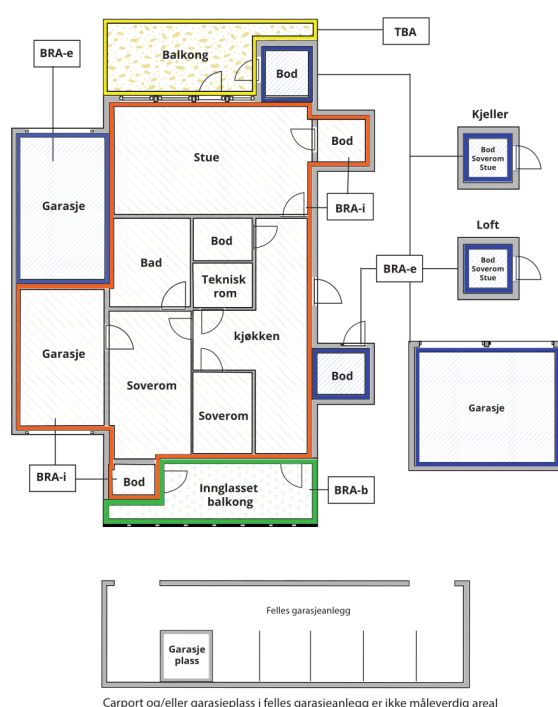 TBA
BRA-e
Balkong
Bod
Kjeller
Bod
Soverom
Stue
Stue
Bod
Garasje
BRA-i
Loft
Bod
Soverom
Stue
Bod
Bad
Teknisk
rom
BRA-e
kjøkken
Garasje
Soverom
Bod
Garasje
Soverom
BRA-i
Bod
Innglasset
balkong
BRA-b
Felles garasjeanlegg
Garasje
plass
Carport og/eller garasjeplass i felles garasjeanlegg er ikke måleverdig areal